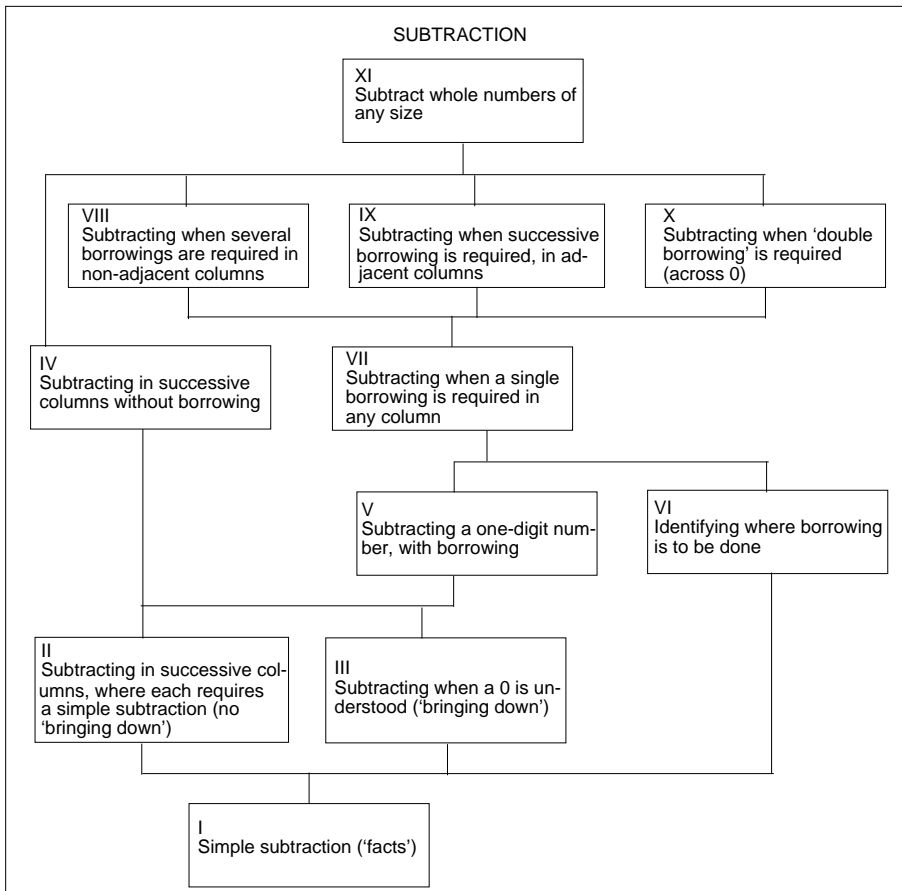 SUBTRACTION
XI
Subtract whole numbers of
any size
VIII
Subtracting when several
borrowings are required in
non-adjacent columns
IX
Subtracting when successive
borrowing is required, in ad-
jacent columns
X
Subtracting when ‘double
borrowing’ is required
(across 0)
IV
Subtracting in successive
columns without borrowing
VII
Subtracting when a single
borrowing is required in
any column
V
Subtracting a one-digit num-
ber, with borrowing
VI
Identifying where borrowing
is to be done
II
Subtracting in successive col-
umns, where each requires
a simple subtraction (no
‘bringing down’)
III
Subtracting when a 0 is un-
derstood (‘bringing down’)
I
Simple subtraction (‘facts’)